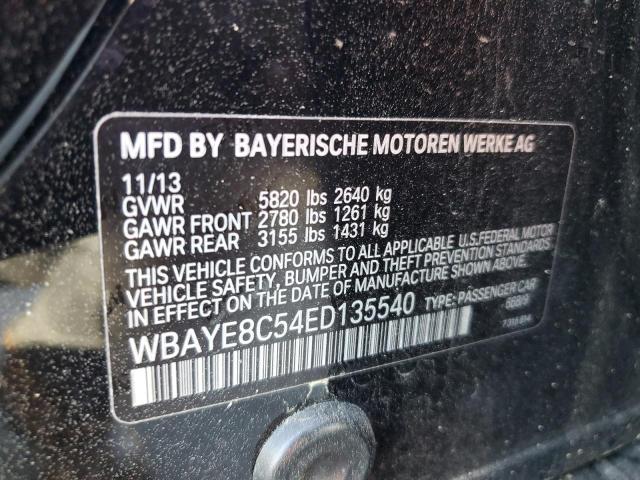 MFD BY BAYERISCHE MOTOREN WERKE AG
11/13
GVWR 5820 lbs 2640 kg
GAWR FRONT 2780 lbs 1261 kg
GAWR REAR 3155 lbs 1431 kg
THIS VEHICLE CONFORMS TO ALL APPLICABLE U.S.FEDERAL MOTOR
VEHICLE SAFETY, BUMPER AND THEFT PREVENTION STANDARDS
IN EFFECT ON THE DATE OF MANUFACTURE SHOWN ABOVE.
WBAYE8C54ED135540 TYPE: PASSENGER CAR